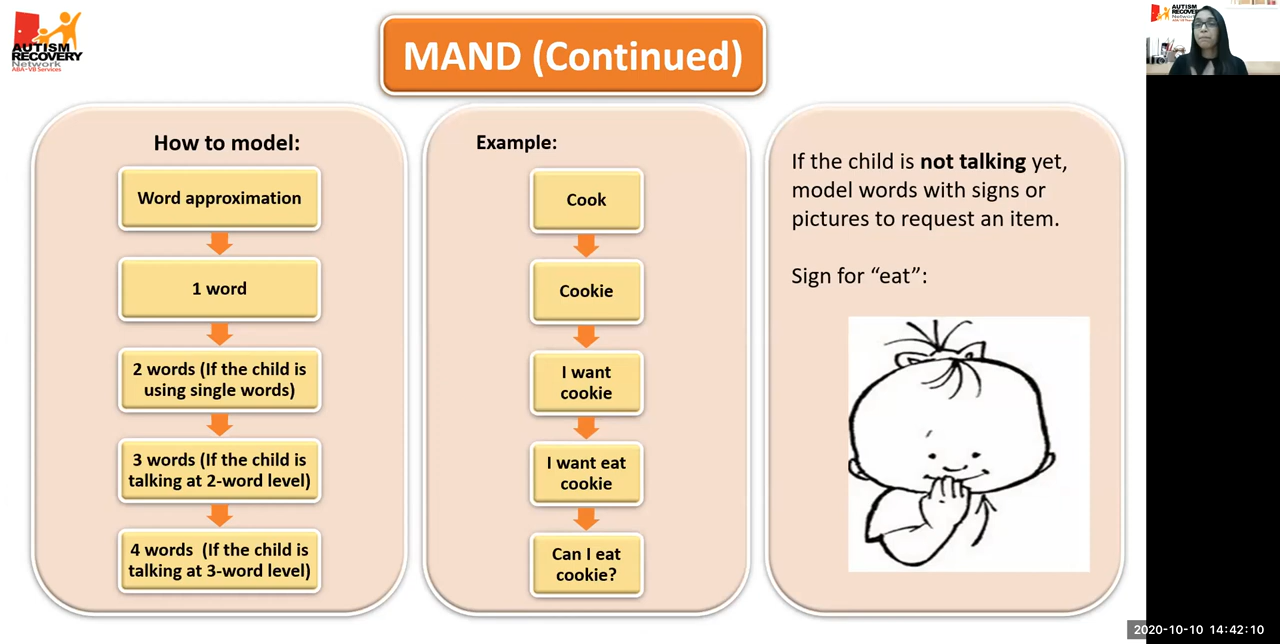 AUTISM
RECOVERY
Network
ABA-VB Services
MAND (Continued)
How to model:
Word approximation
1 word
2 words (If the child is
using single words)
3 words (If the child is
talking at 2-word level)
4 words (If the child is
talking at 3-word level)
Example:
Cook
Cookie
I want
cookie
I want eat
cookie
Can I eat
cookie?
If the child is not talking yet,
model words with signs or
pictures to request an item.
Sign for “eat”:
AUTISM
RECOVERY
2020-10-10 14:42:10